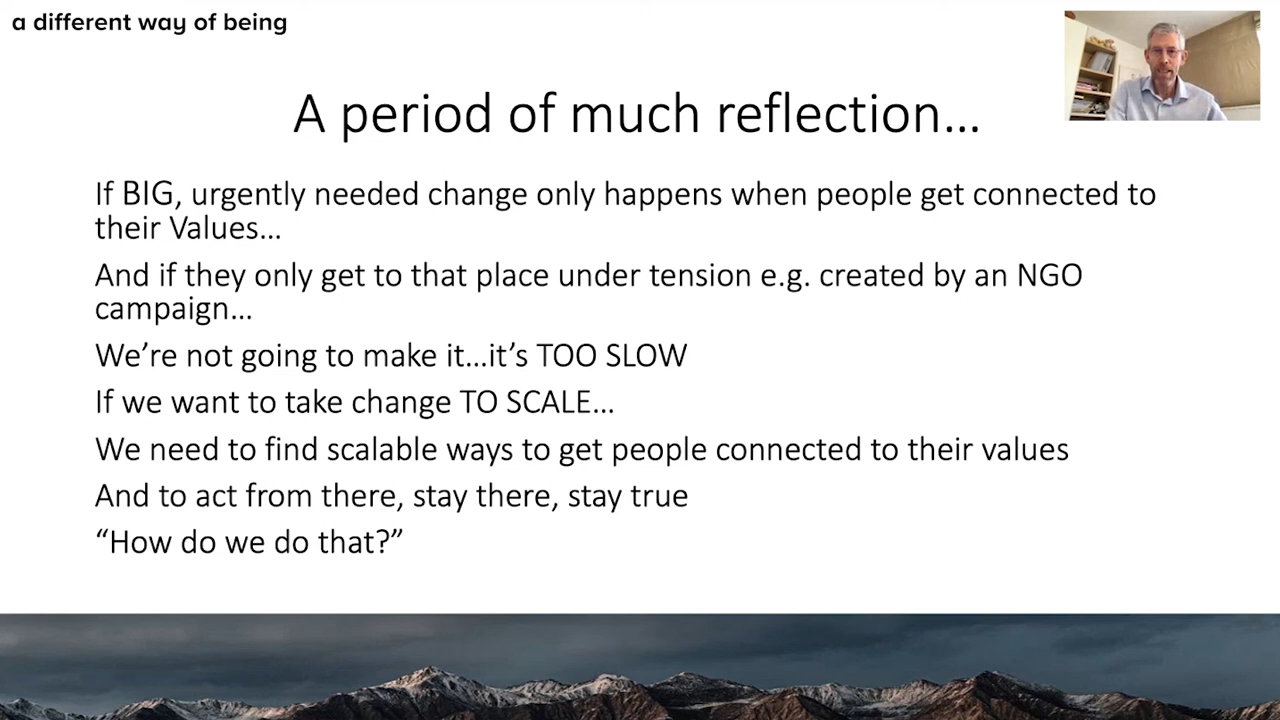 a different way of being
A period of much reflection...
If BIG, urgently needed change only happens when people get connected to
their Values...
And if they only get to that place under tension e.g. created by an NGO
campaign...
We’re not going to make it...it’s TOO SLOW
If we want to take change TO SCALE...
We need to find scalable ways to get people connected to their values
And to act from there, stay there, stay true
“How do we do that?”